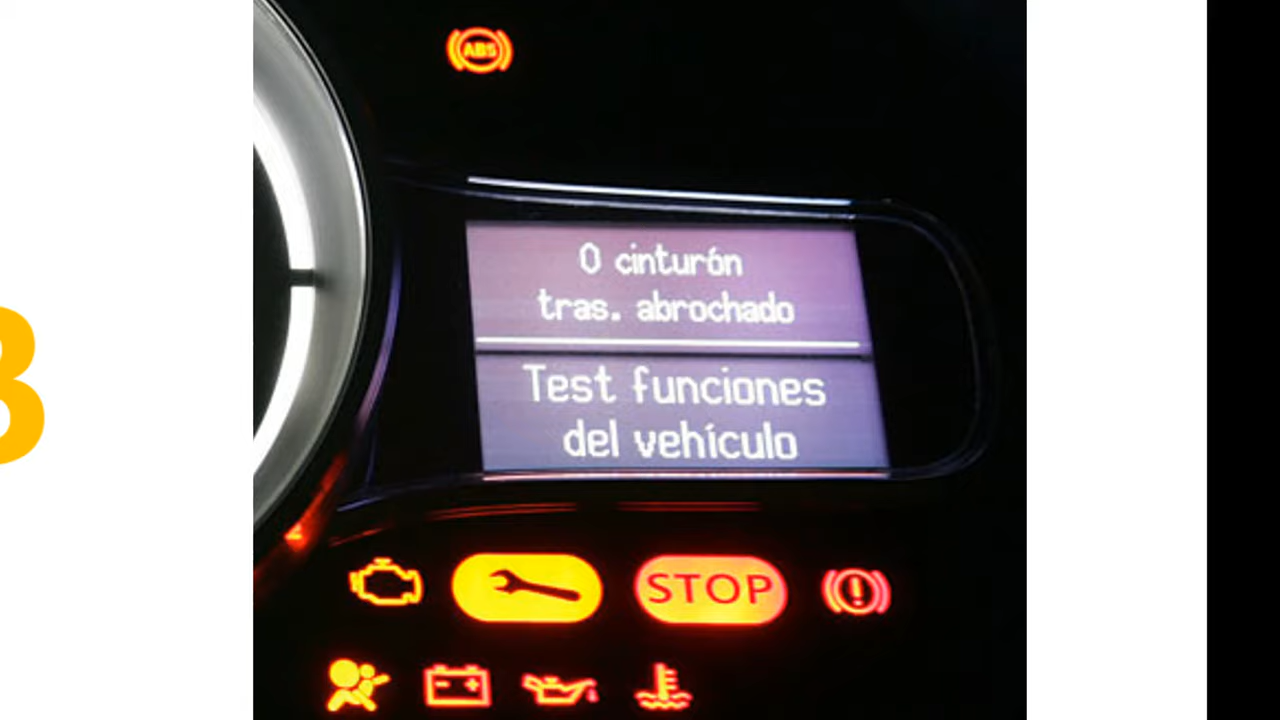 ABS
0 cinturón
tras. abrochado
Test funciones
del vehículo
STOP